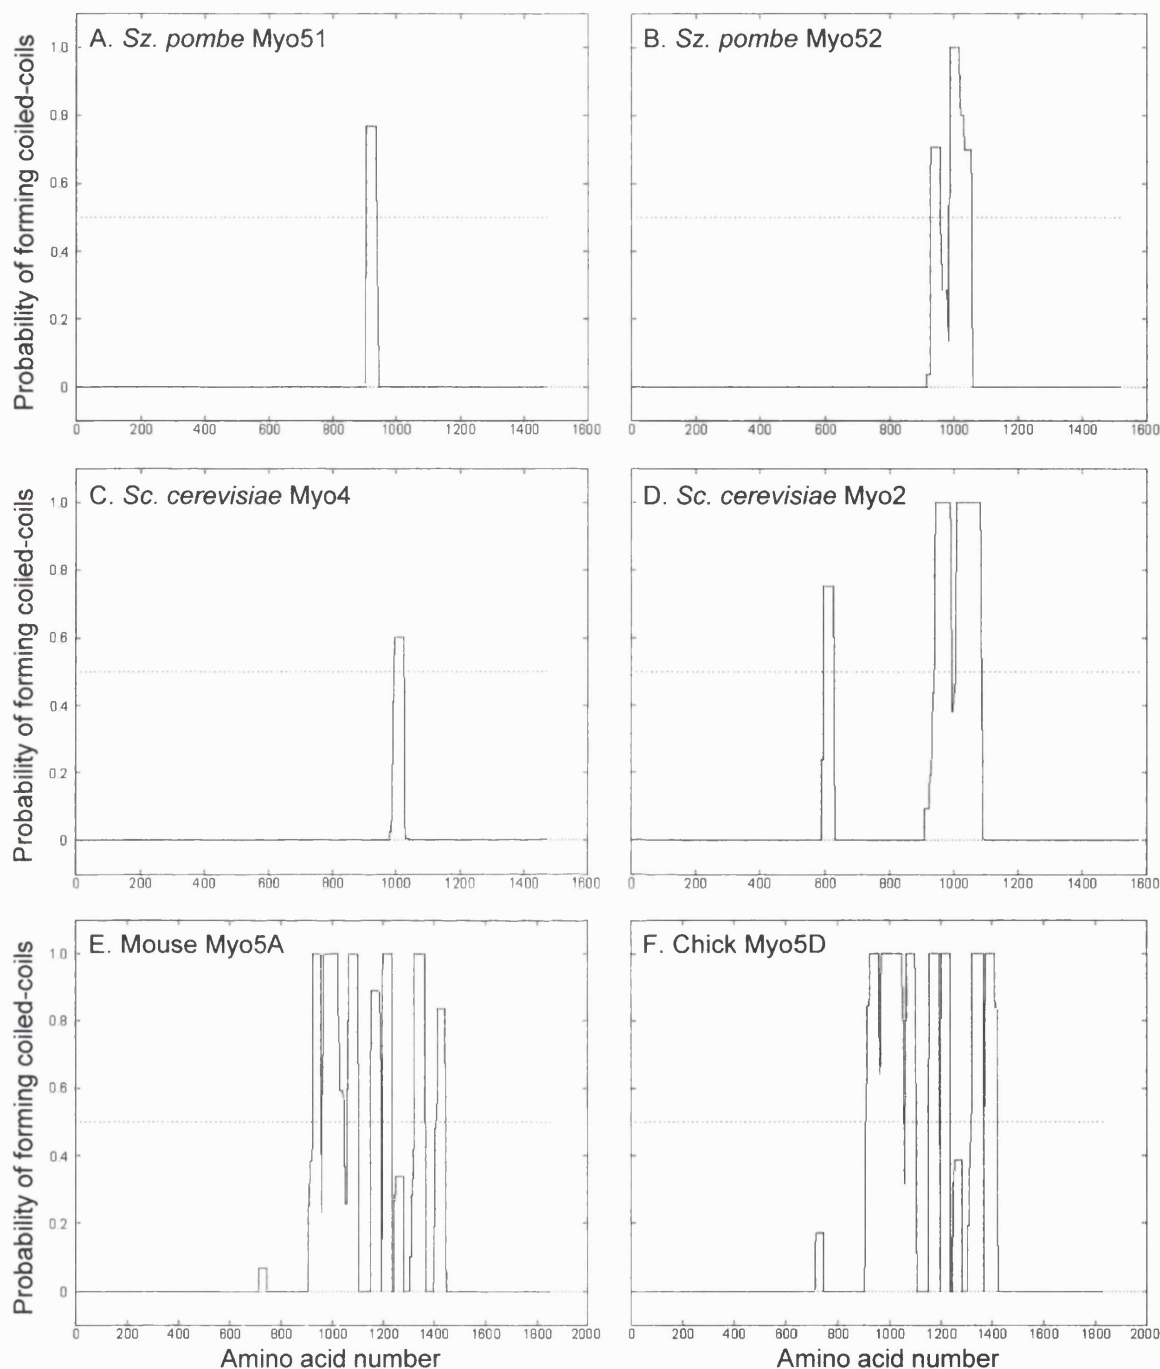 A. Sz. pombe Myo51
B. Sz. pombe Myo52
Probability of forming coiled-coils
1.0
0.8
0.6
0.4
0.2
0
0 200 400 600 800 1000 1200 1400 1600
0 200 400 600 800 1000 1200 1400 1600
C. Sc. cerevisiae Myo4
D. Sc. cerevisiae Myo2
Probability of forming coiled-coils
1.0
0.8
0.6
0.4
0.2
0
0 200 400 600 800 1000 1200 1400 1600
0 200 400 600 800 1000 1200 1400 1600
E. Mouse Myo5A
F. Chick Myo5D
Probability of forming coiled-coils
1.0
0.8
0.6
0.4
0.2
0
0 200 400 600 800 1000 1200 1400 1600 1800 2000
0 200 400 600 800 1000 1200 1400 1600 1800 2000
Amino acid number
Amino acid number